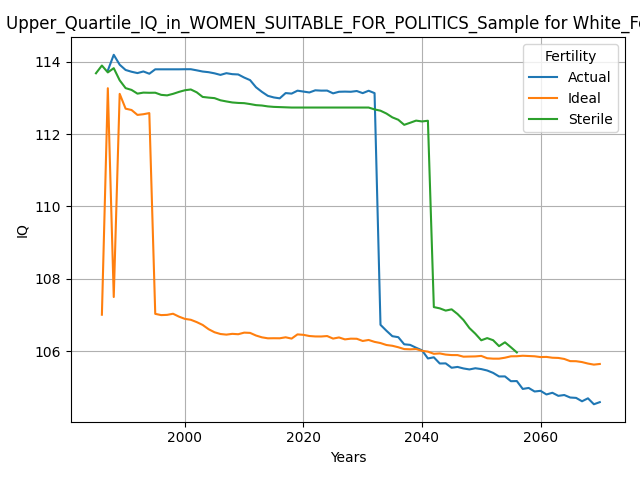 Upper_Quartile_IQ_in_WOMEN_SUITABLE_FOR_POLITICS_Sample for White_Fe
Fertility
Actual
Ideal
Sterile
IQ
114
112
110
108
106
2000 2020 2040 2060
Years